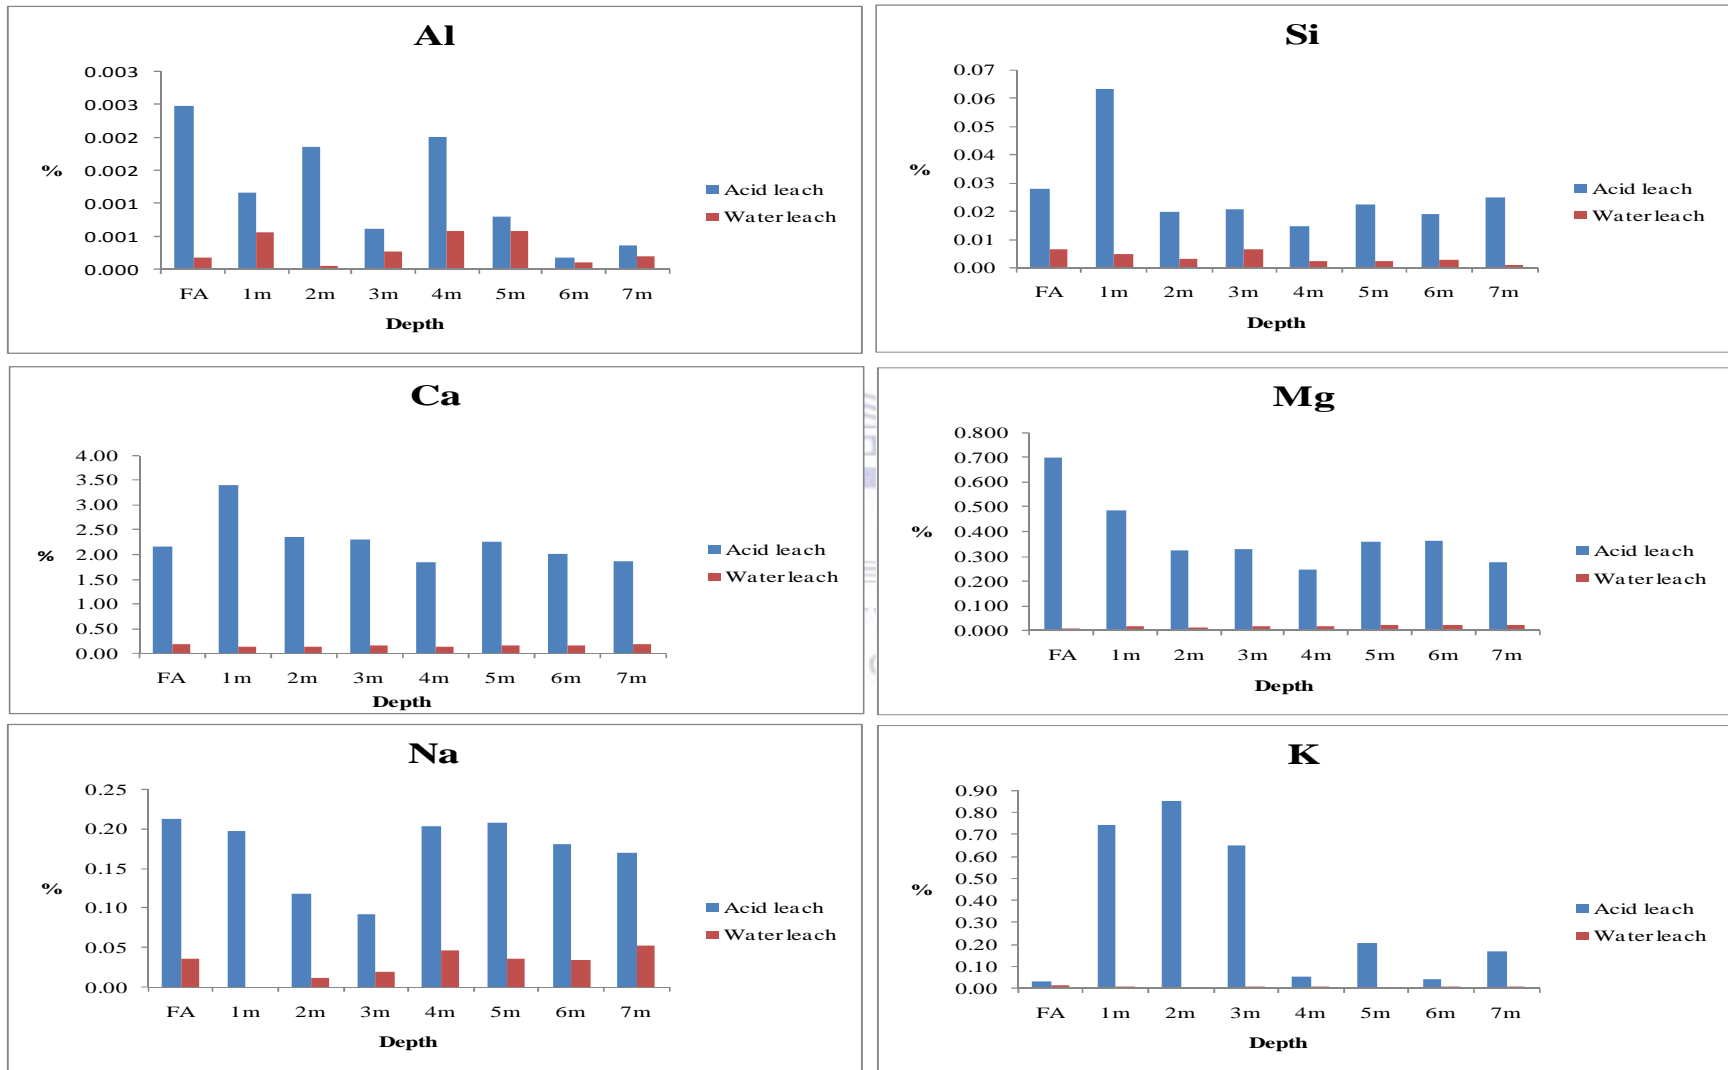 Al
0.003
0.003
0.002
0.002
0.001
0.001
0.000
%
FA 1m 2m 3m 4m 5m 6m 7m
Depth
Acid leach
Water leach
Si
0.07
0.06
0.05
0.04
0.03
0.02
0.01
0.00
%
FA 1m 2m 3m 4m 5m 6m 7m
Depth
Acid leach
Water leach
Ca
4.00
3.50
3.00
2.50
2.00
1.50
1.00
0.50
0.00
%
FA 1m 2m 3m 4m 5m 6m 7m
Depth
Acid leach
Water leach
Mg
0.800
0.700
0.600
0.500
0.400
0.300
0.200
0.100
0.000
%
FA 1m 2m 3m 4m 5m 6m 7m
Depth
Acid leach
Water leach
Na
0.25
0.20
0.15
0.10
0.05
0.00
%
FA 1m 2m 3m 4m 5m 6m 7m
Depth
Acid leach
Water leach
K
0.90
0.80
0.70
0.60
0.50
0.40
0.30
0.20
0.10
0.00
%
FA 1m 2m 3m 4m 5m 6m 7m
Depth
Acid leach
Water leach